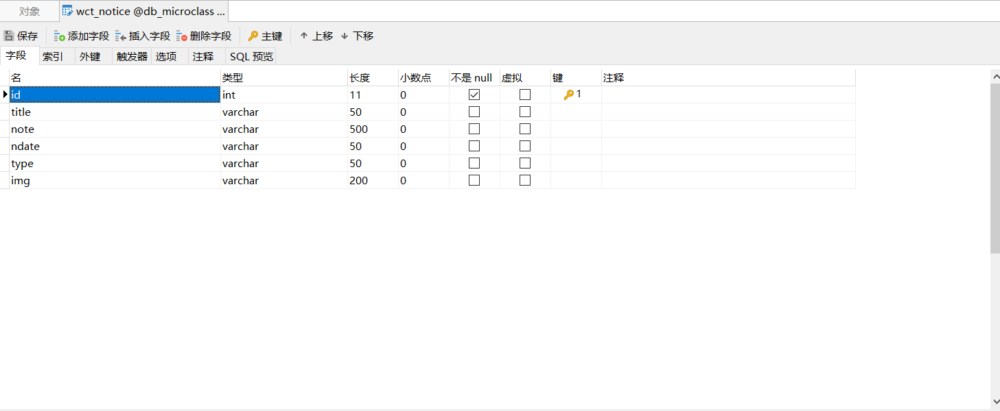 对象 wct_notice @db_microclass ...
保存 添加字段 插入字段 删除字段 主键 上移 下移
字段 索引 外键 触发器 选项 注释 SQL 预览
名 类型 长度 小数点 不是 null 虚拟 键 注释
id int 11 0 1
title varchar 50 0
note varchar 500 0
ndate varchar 50 0
type varchar 50 0
img varchar 200 0